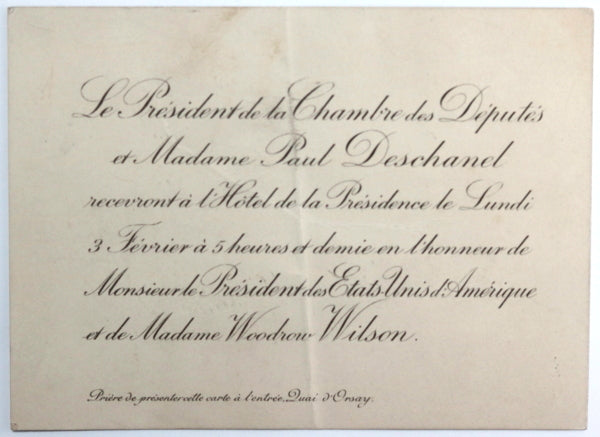 Le Président de la Chambre des Députés
et Madame Paul Deschanel
recevront à l'Hôtel de la Présidence le Lundi
3 Février à 5 heures et demie en l'honneur de
Monsieur le Président des Etats Unis d'Amérique
et de Madame Woodrow Wilson.
Prière de présenter cette carte à l'entrée, Quai d'Orsay.